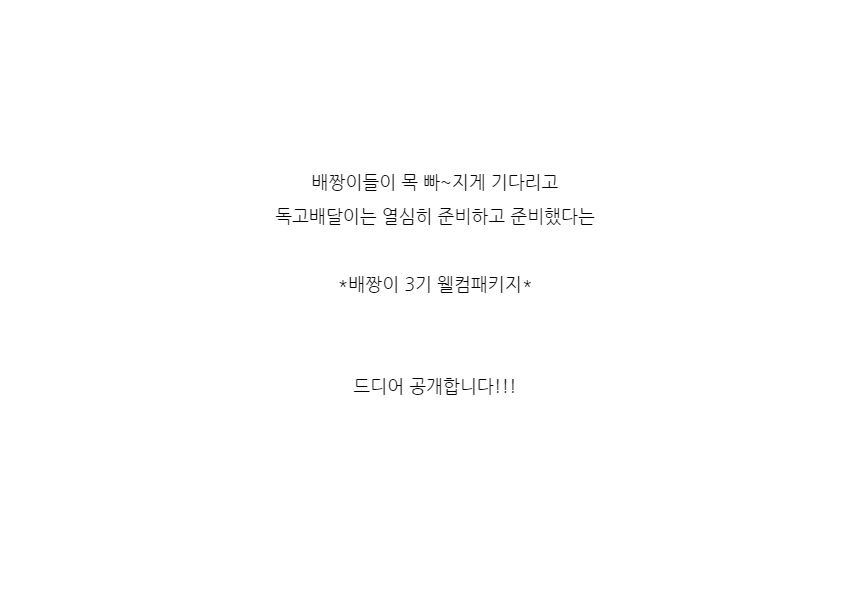 배짱이들이 목 빠~지게 기다리고
독고배달이는 열심히 준비하고 준비했다는
*배짱이 3기 웰컴패키지*
드디어 공개합니다!!!